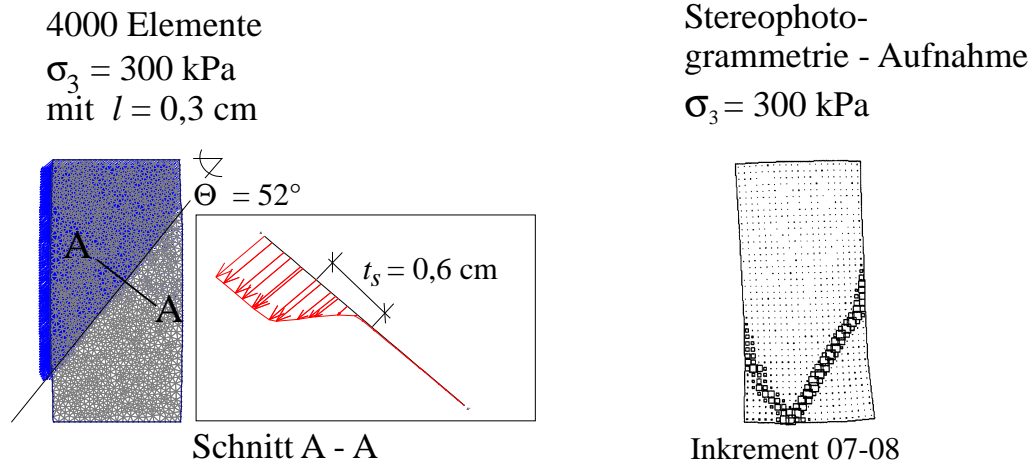 4000 Elemente
σ₃ = 300 kPa
mit l = 0,3 cm
Θ = 52°
A
A
t_s = 0,6 cm
Schnitt A - A
Stereophoto-
grammetrie - Aufnahme
σ₃ = 300 kPa
Inkrement 07-08